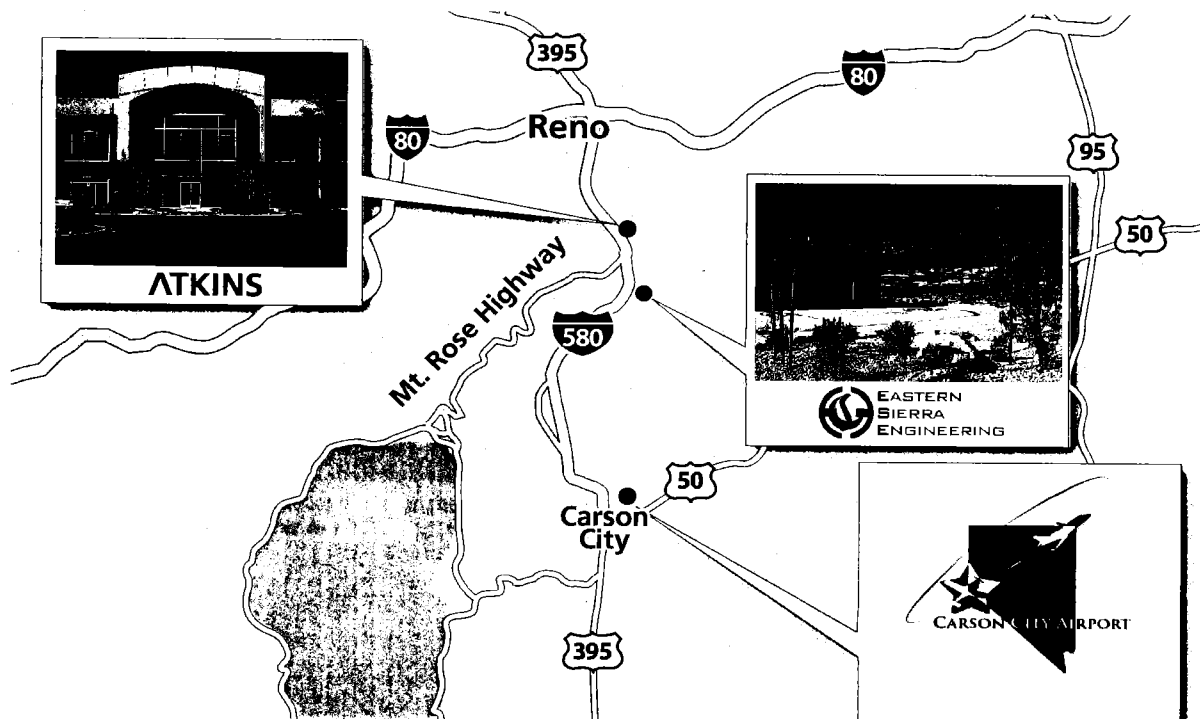 395
80
80
Reno
95
50
ATKINS
Mt. Rose Highway
580
EASTERN
SIERRA
ENGINEERING
50
Carson
City
CARSON CITY AIRPORT
395